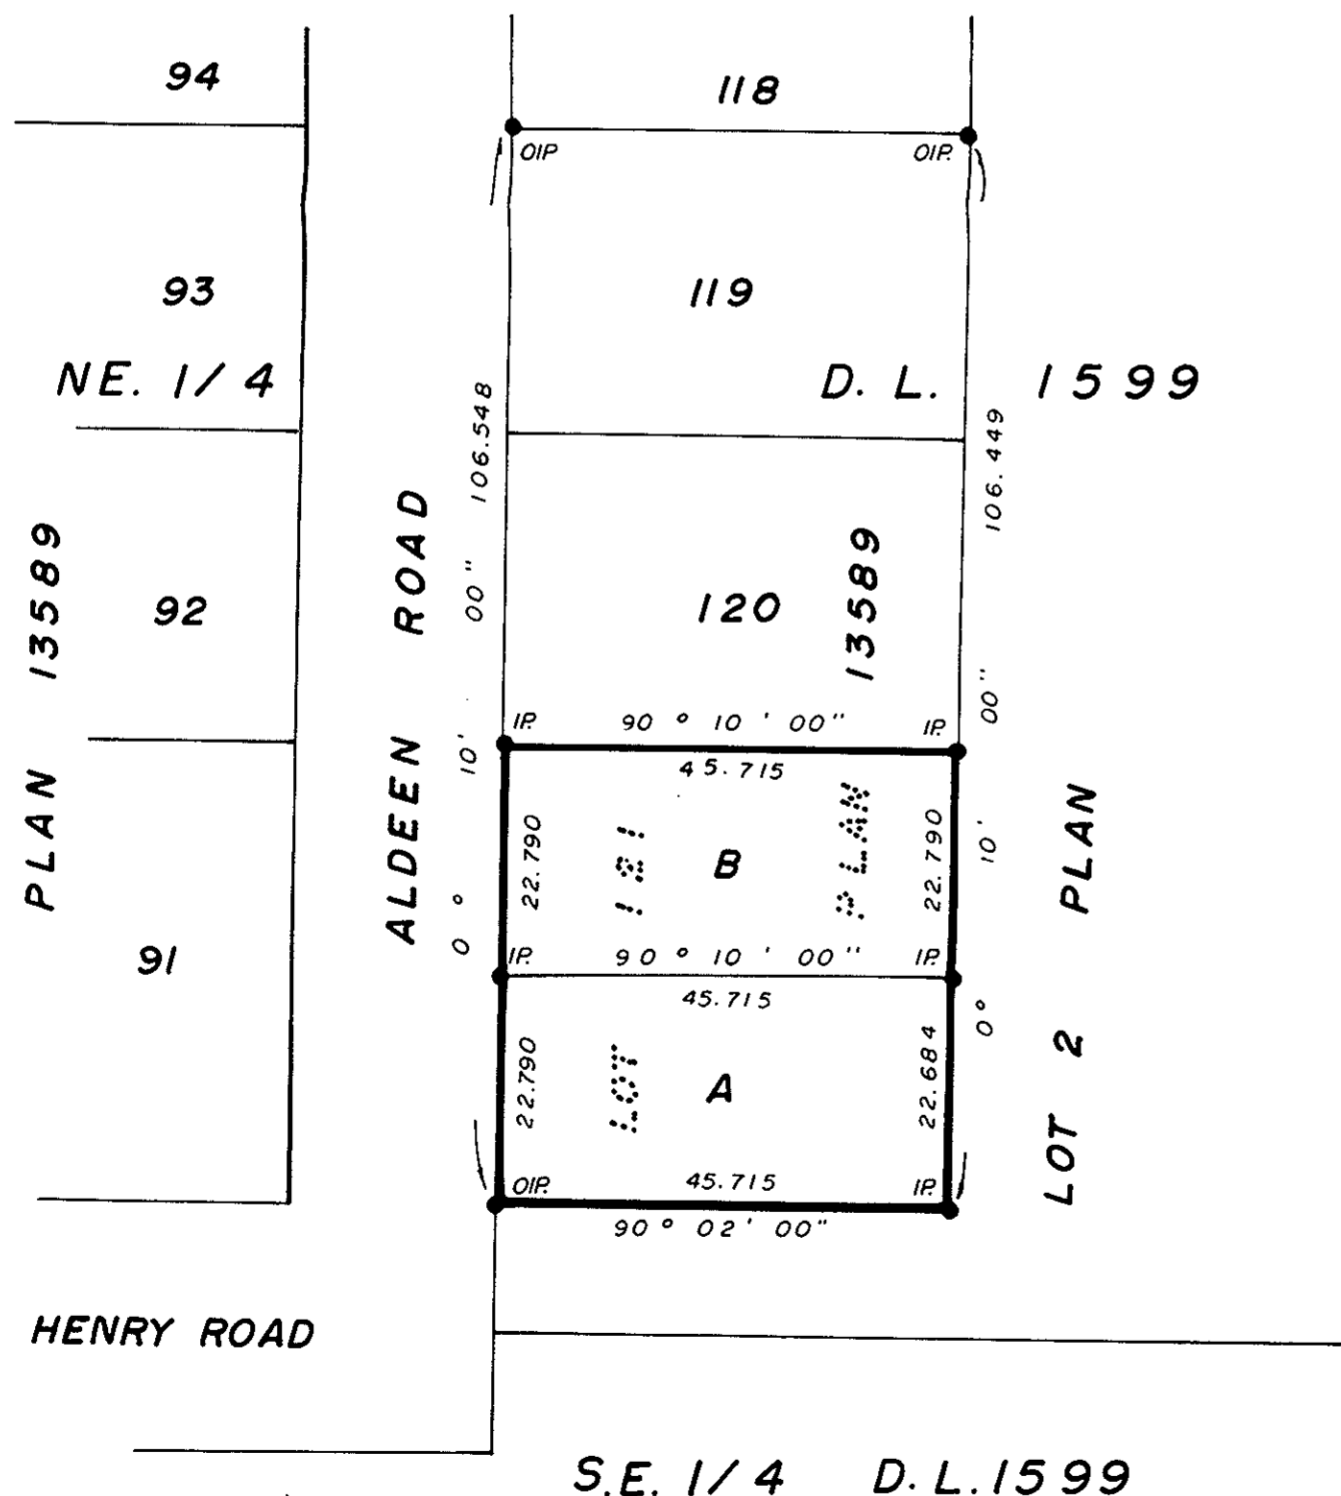 94
118
OIP.
OIP.
93
119
NE. 1/4
D. L. 1599
106.548
106.449
PLAN 13589
ALDEEN ROAD
92
120
13589
0° 10' 00"
0° 10' 00"
IP.
90° 10' 00"
IP.
45.715
22.790
121
B
PLAN
22.790
LOT 2 PLAN
91
IP.
90° 10' 00"
IP.
45.715
22.790
LOT
A
22.684
OIP.
45.715
IP.
90° 02' 00"
HENRY ROAD
S.E. 1/4 D.L. 1599